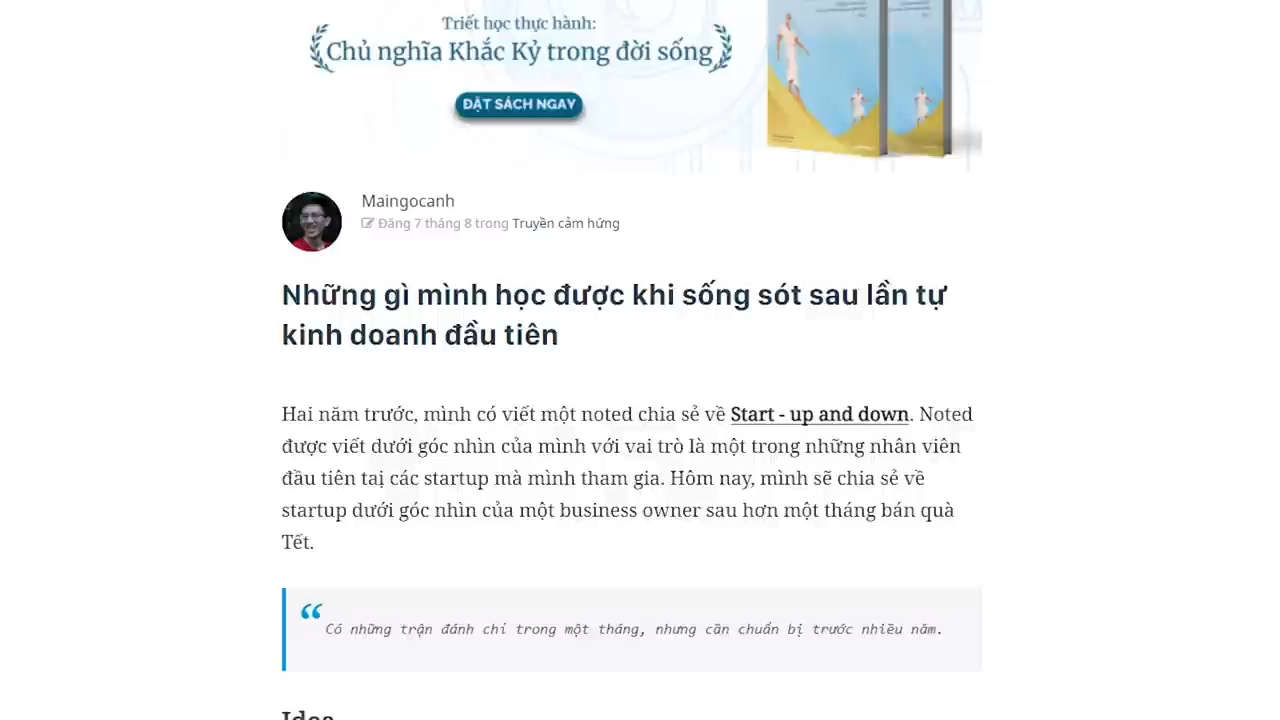 Triết học thực hành:
Chủ nghĩa Khắc Kỷ trong đời sống
ĐẶT SÁCH NGAY
Maingocanh
Đăng 7 tháng 8 trong Truyền cảm hứng
Những gì mình học được khi sống sót sau lần tự
kinh doanh đầu tiên
Hai năm trước, mình có viết một noted chia sẻ về Start - up and down. Noted
được viết dưới góc nhìn của mình với vai trò là một trong những nhân viên
đầu tiên tại các startup mà mình tham gia. Hôm nay, mình sẽ chia sẻ về
startup dưới góc nhìn của một business owner sau hơn một tháng bán quà
Tết.
Có những trận đánh chỉ trong một tháng, nhưng cần chuẩn bị trước nhiều năm.
Idea